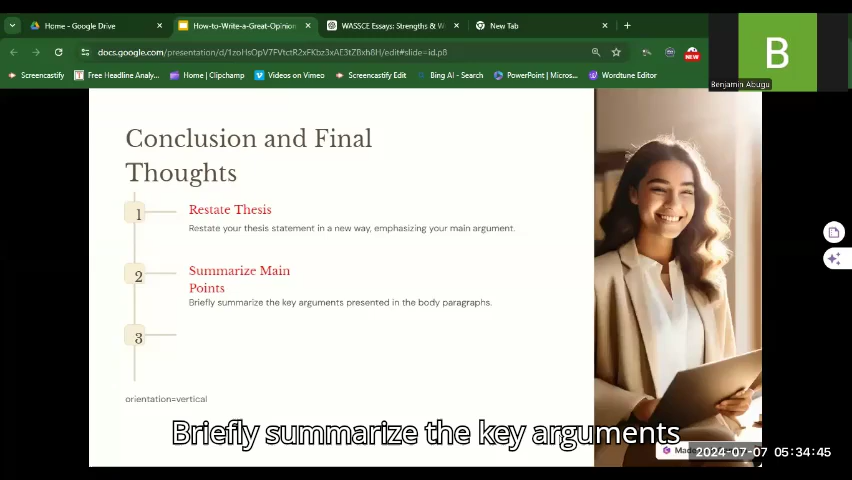 Home - Google Drive
How-to-Write-a-Great-Opinion
WASSCE Essays: Strengths & W
New Tab
docs.google.com/presentation/d/1zoHsOpV7FVtctR2xFKbz3xAE3tZBxh8H/edit#slide=id.p8
NEW
Screencastify
Free Headline Analy...
Home | Clipchamp
Videos on Vimeo
Screencastify Edit
Bing AI - Search
PowerPoint | Micros...
Wordtune Editor
B
Benjamin Abugu
Conclusion and Final
Thoughts
1
Restate Thesis
Restate your thesis statement in a new way, emphasizing your main argument.
2
Summarize Main
Points
Briefly summarize the key arguments presented in the body paragraphs.
3
orientation=vertical
Briefly summarize the key arguments
Made
2024-07-07 05:34:45